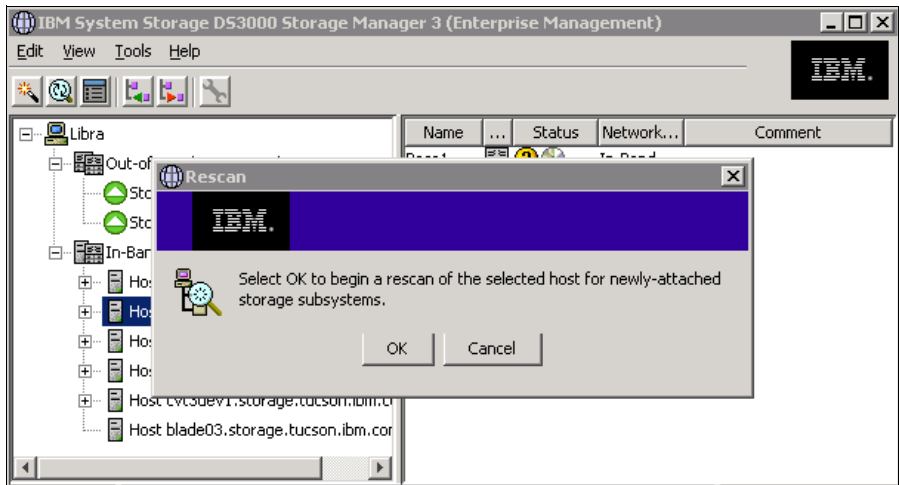 IBM System Storage DS3000 Storage Manager 3 (Enterprise Management)
Edit View Tools Help
IBM.
Libra
Name ... Status Network... Comment
Out-of
In-Band
Rescan
Sto
IBM.
Sto
In-Ban
Select OK to begin a rescan of the selected host for newly-attached
storage subsystems.
Hos
Hos
Hos
OK Cancel
Hos
Host
Host blade03.storage.tucson.ibm.com